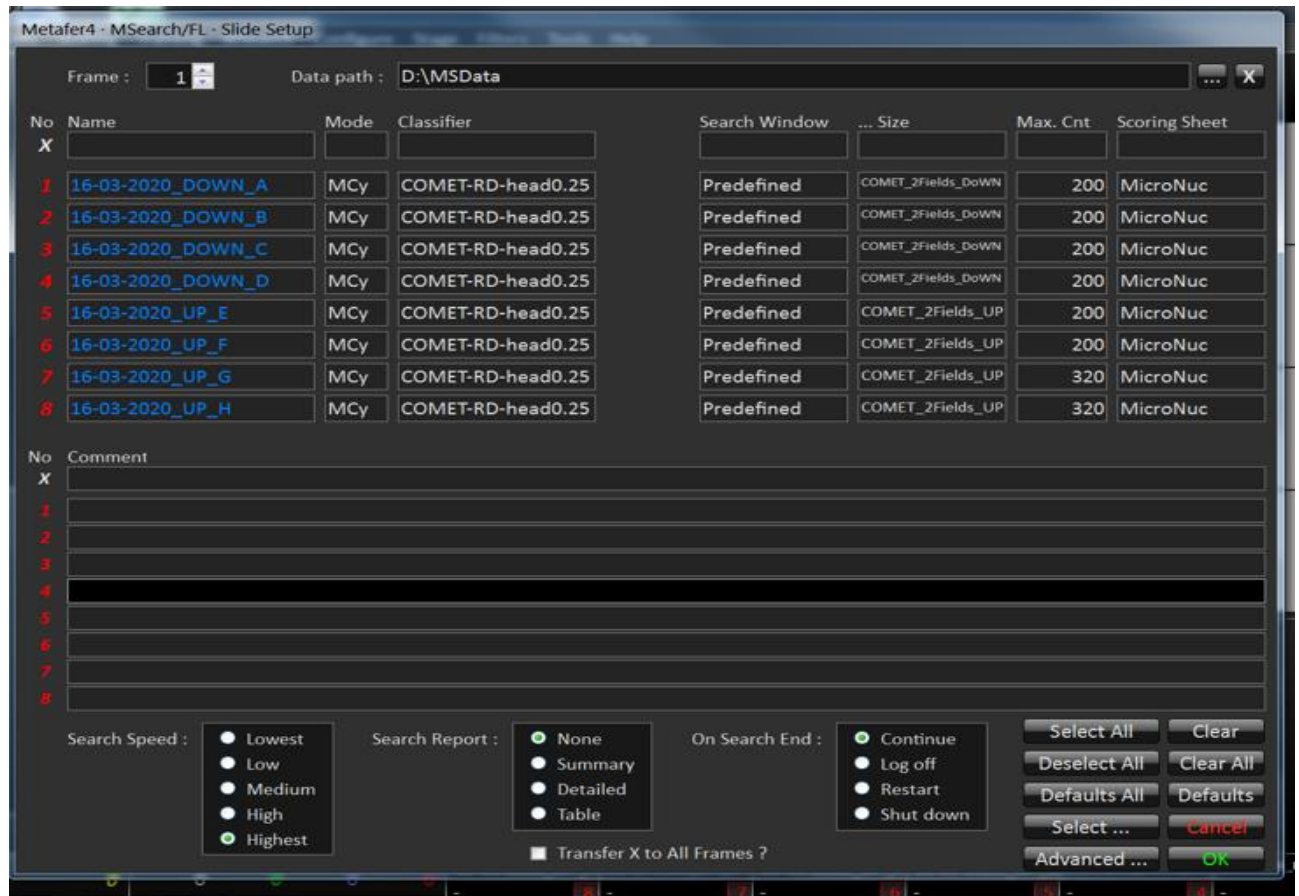 Metafer4 - MSearch/FL - Slide Setup
Frame : 1 Data path : D:\MSData ... X
No Name Mode Classifier Search Window ... Size Max. Cnt Scoring Sheet
X
1 16-03-2020_DOWN_A MCy COMET-RD-head0.25 Predefined COMET_2Fields_DoWN 200 MicroNuc
2 16-03-2020_DOWN_B MCy COMET-RD-head0.25 Predefined COMET_2Fields_DoWN 200 MicroNuc
3 16-03-2020_DOWN_C MCy COMET-RD-head0.25 Predefined COMET_2Fields_DoWN 200 MicroNuc
4 16-03-2020_DOWN_D MCy COMET-RD-head0.25 Predefined COMET_2Fields_DoWN 200 MicroNuc
5 16-03-2020_UP_E MCy COMET-RD-head0.25 Predefined COMET_2Fields_UP 200 MicroNuc
6 16-03-2020_UP_F MCy COMET-RD-head0.25 Predefined COMET_2Fields_UP 200 MicroNuc
7 16-03-2020_UP_G MCy COMET-RD-head0.25 Predefined COMET_2Fields_UP 320 MicroNuc
8 16-03-2020_UP_H MCy COMET-RD-head0.25 Predefined COMET_2Fields_UP 320 MicroNuc
No Comment
X
1
2
3
4
5
6
7
8
Search Speed : Lowest Search Report : None On Search End : Continue Select All Clear
Low Summary Log off Deselect All Clear All
Medium Detailed Restart Defaults All Defaults
High Table Shut down Select ... Cancel
Highest Transfer X to All Frames ? Advanced ... OK
8 - 7 - 6 - 5 - 4 -